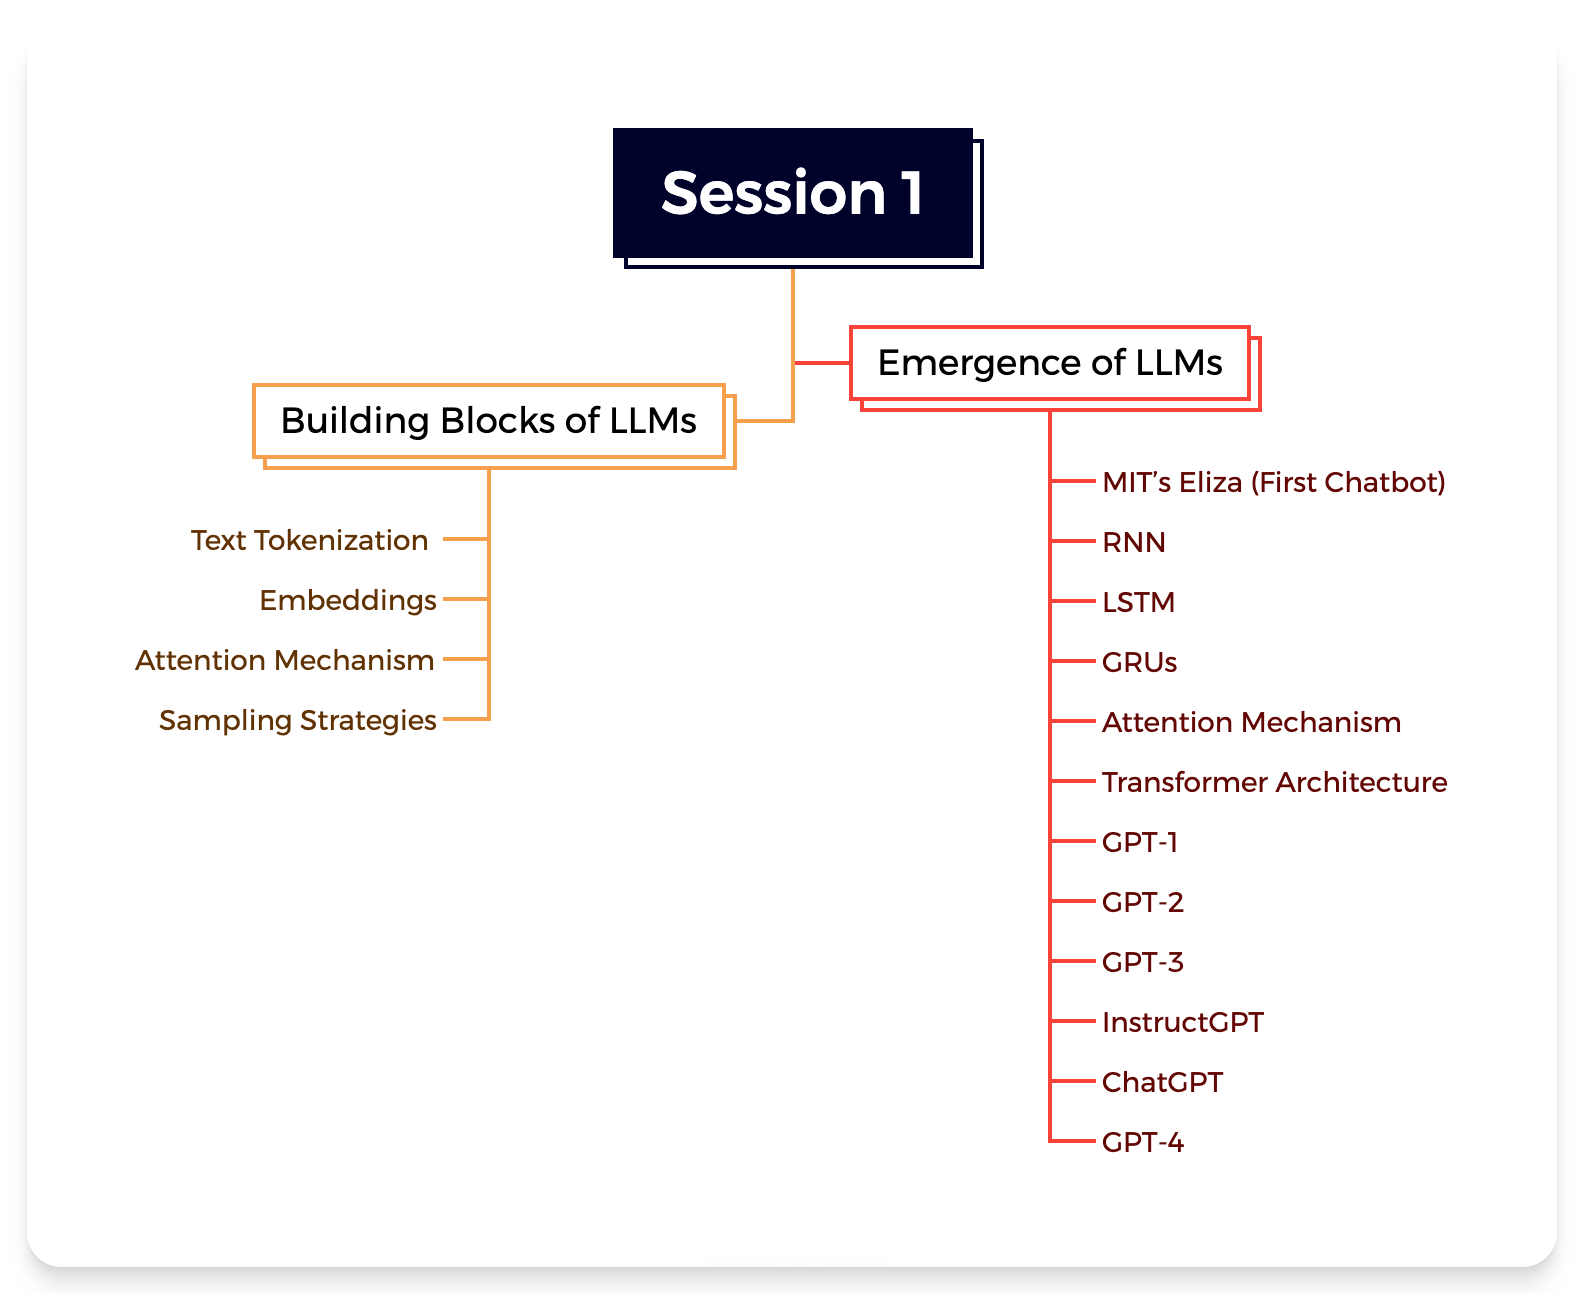 Session 1
Emergence of LLMs
MIT’s Eliza (First Chatbot)
RNN
LSTM
GRUs
Attention Mechanism
Transformer Architecture
GPT-1
GPT-2
GPT-3
InstructGPT
ChatGPT
GPT-4
Building Blocks of LLMs
Text Tokenization
Embeddings
Attention Mechanism
Sampling Strategies